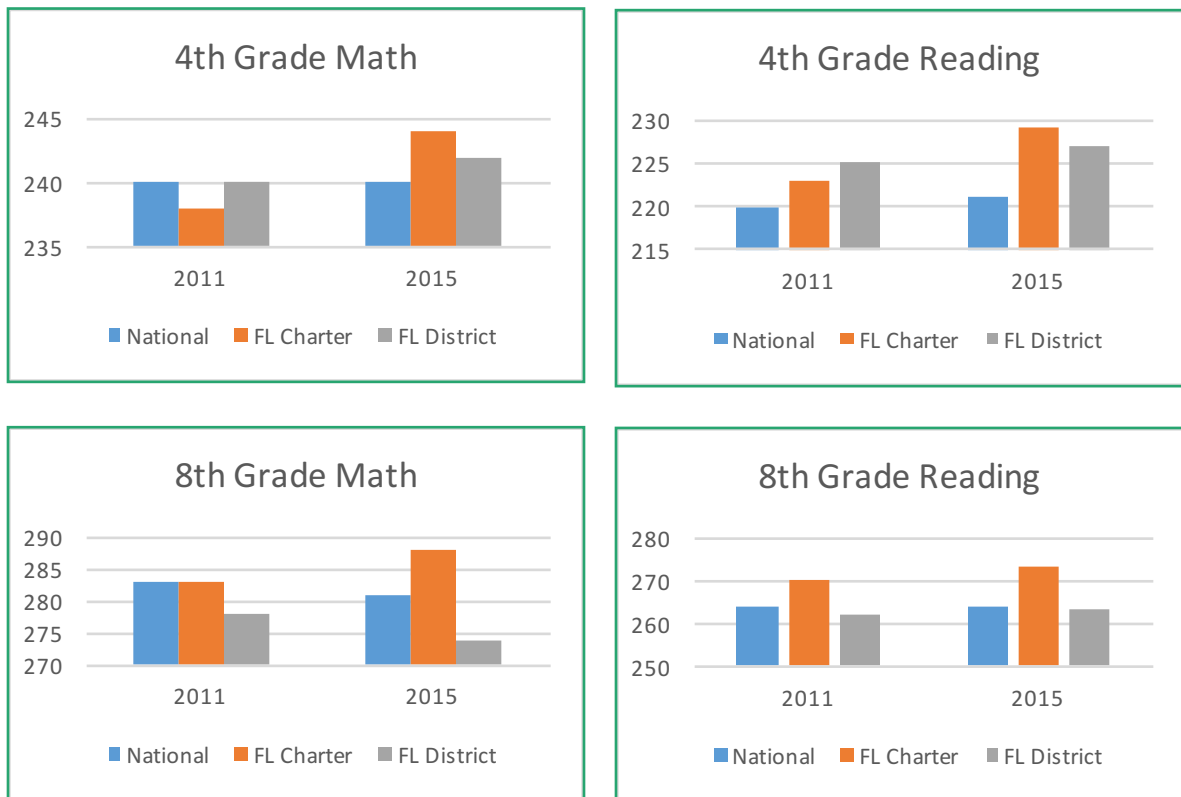 4th Grade Math
245
240
235
2011 2015
National FL Charter FL District
4th Grade Reading
230
225
220
215
2011 2015
National FL Charter FL District
8th Grade Math
290
285
280
275
270
2011 2015
National FL Charter FL District
8th Grade Reading
280
270
260
250
2011 2015
National FL Charter FL District